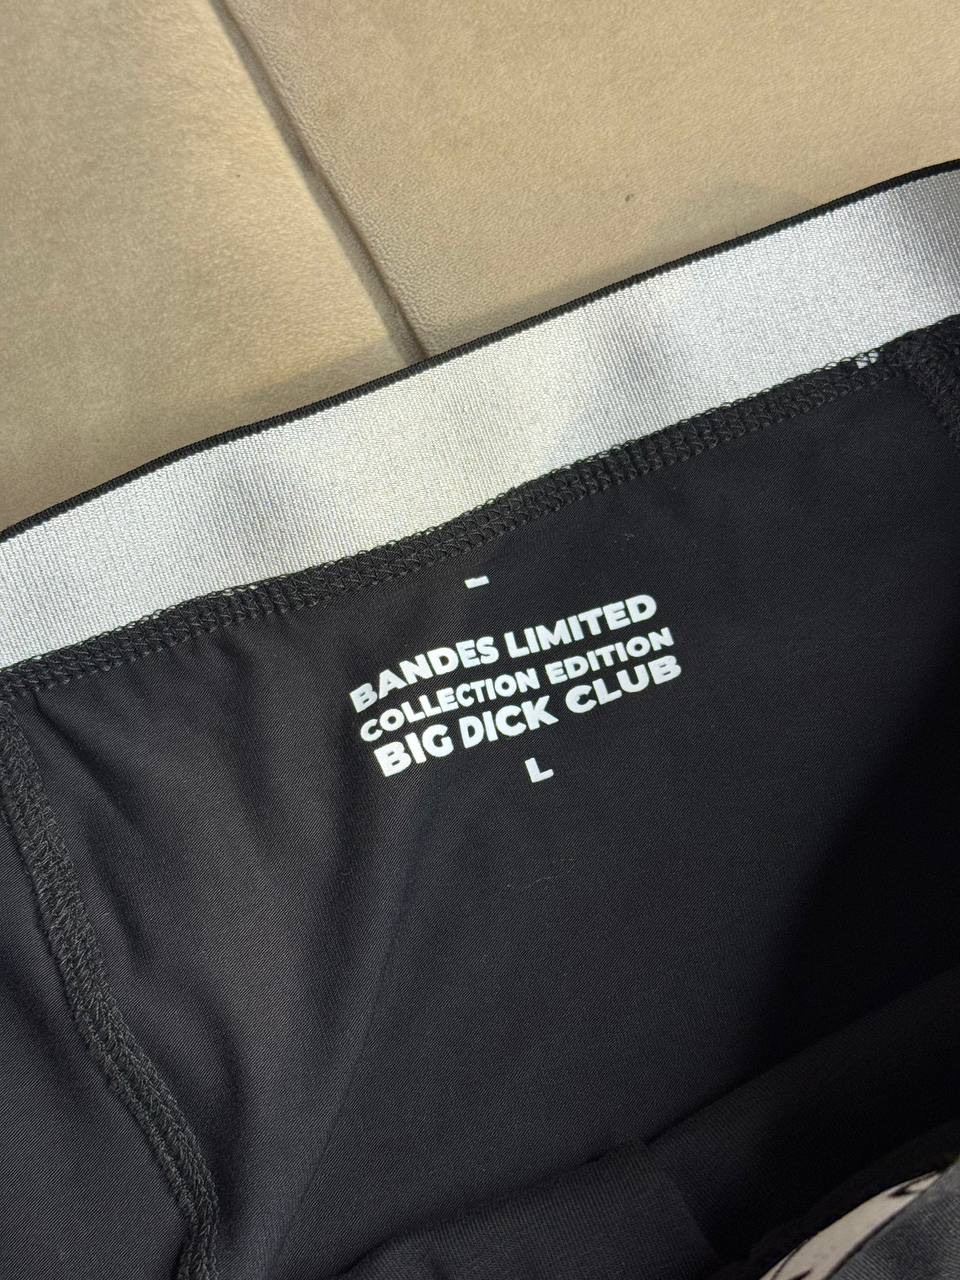 BANDES LIMITED
COLLECTION EDITION
BIG DICK CLUB
L